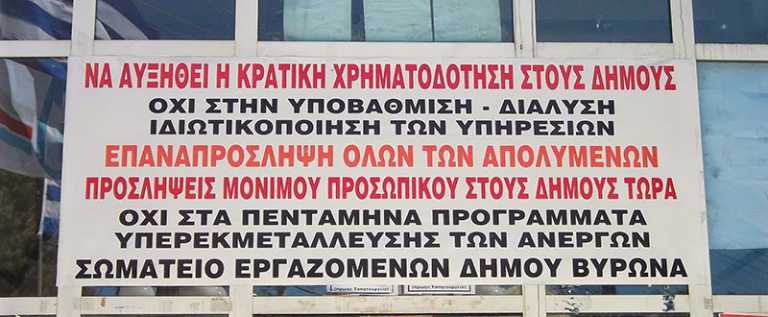 ΝΑ ΑΥΞΗΘΕΙ Η ΚΡΑΤΙΚΗ ΧΡΗΜΑΤΟΔΟΤΗΣΗ ΣΤΟΥΣ ΔΗΜΟΥΣ
ΟΧΙ ΣΤΗΝ ΥΠΟΒΑΘΜΙΣΗ - ΔΙΑΛΥΣΗ
ΙΔΙΩΤΙΚΟΠΟΙΗΣΗ ΤΩΝ ΥΠΗΡΕΣΙΩΝ
ΕΠΑΝΑΠΡΟΣΛΗΨΗ ΟΛΩΝ ΤΩΝ ΑΠΟΛΥΜΕΝΩΝ
ΠΡΟΣΛΗΨΕΙΣ ΜΟΝΙΜΟΥ ΠΡΟΣΩΠΙΚΟΥ ΣΤΟΥΣ ΔΗΜΟΥΣ ΤΩΡΑ
ΟΧΙ ΣΤΑ ΠΕΝΤΑΜΗΝΑ ΠΡΟΓΡΑΜΜΑΤΑ
ΥΠΕΡΕΚΜΕΤΑΛΛΕΥΣΗΣ ΤΩΝ ΑΝΕΡΓΩΝ
ΣΩΜΑΤΕΙΟ ΕΡΓΑΖΟΜΕΝΩΝ ΔΗΜΟΥ ΒΥΡΩΝΑ